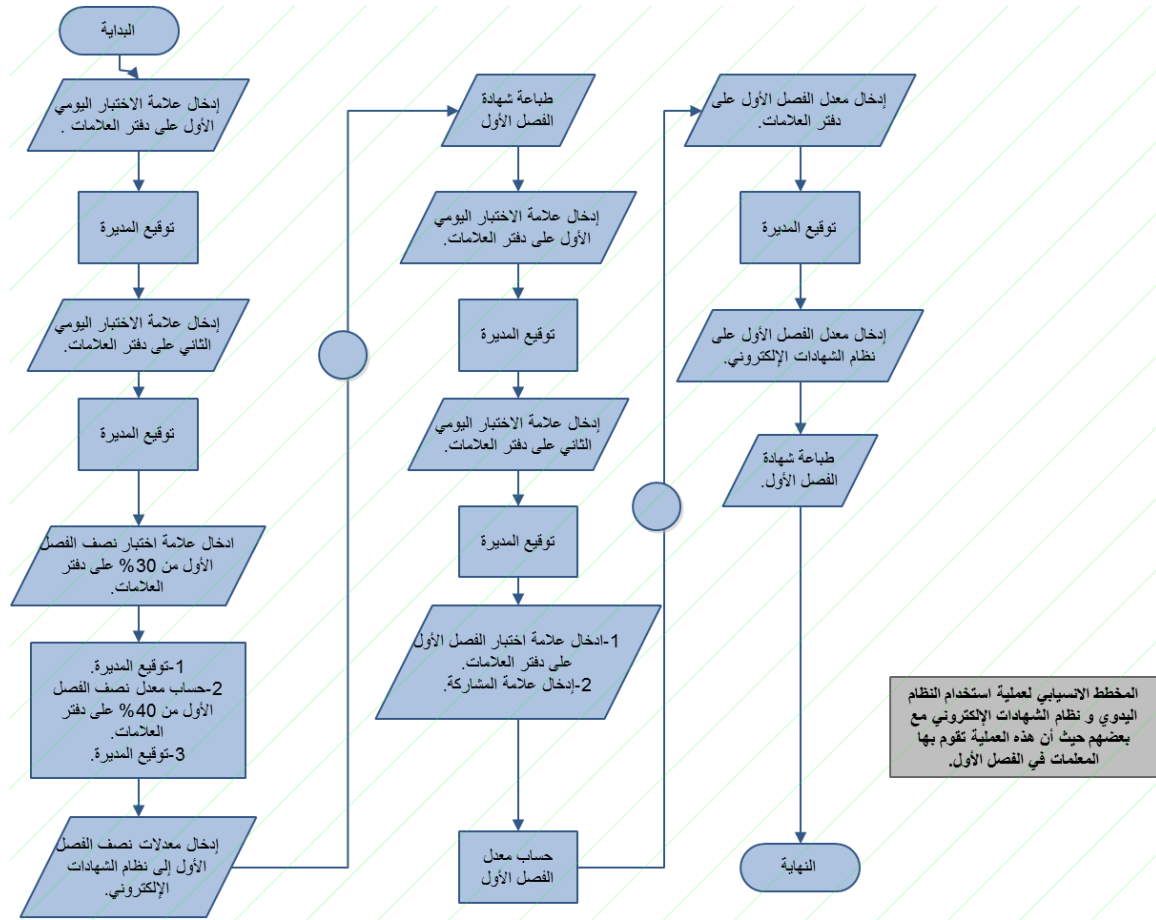 البداية
إدخال علامة الاختبار اليومي
الأول على دفتر العلامات .
توقيع المديرة
إدخال علامة الاختبار اليومي
الثاني على دفتر العلامات.
توقيع المديرة
ادخال علامة اختبار نصف الفصل
الأول من 30% على دفتر
العلامات.
1-توقيع المديرة.
2-حساب معدل نصف الفصل
الأول من 40% على دفتر
العلامات.
3-توقيع المديرة.
إدخال معدلات نصف الفصل
الأول إلى نظام الشهادات
الإلكتروني.
طباعة شهادة
الفصل الأول
إدخال علامة الاختبار اليومي
الأول على دفتر العلامات.
توقيع المديرة
إدخال علامة الاختبار اليومي
الثاني على دفتر العلامات.
توقيع المديرة
1-ادخال علامة اختبار الفصل الأول
على دفتر العلامات.
2-إدخال علامة المشاركة.
حساب معدل
الفصل الأول
إدخال معدل الفصل الأول على
دفتر العلامات.
توقيع المديرة
إدخال معدل الفصل الأول على
نظام الشهادات الإلكتروني.
طباعة شهادة
الفصل الأول.
النهاية
المخطط الانسيابي لعملية استخدام النظام
اليدوي و نظام الشهادات الإلكتروني مع
بعضهم حيث أن هذه العملية تقوم بها
المعلمات في الفصل الأول.